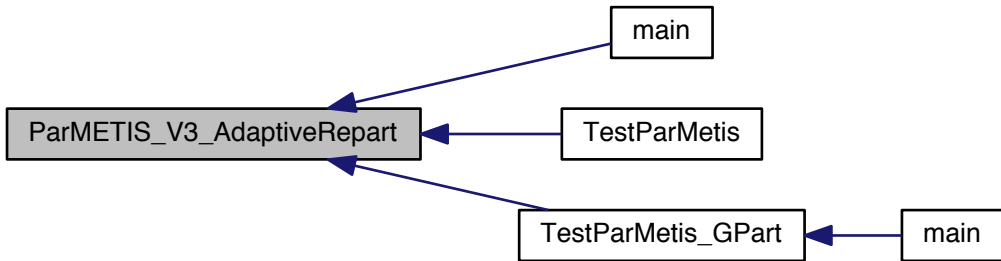 main
ParMETIS_V3_AdaptiveRepart
TestParMetis
TestParMetis_GPart
main